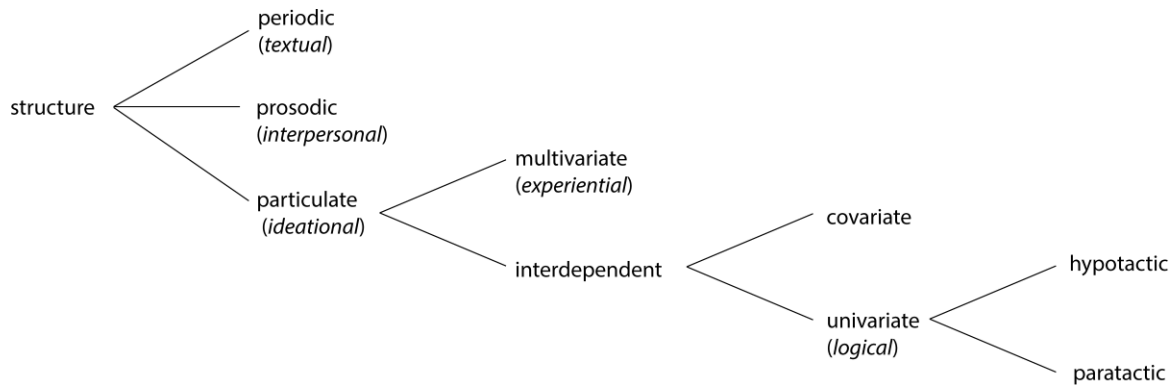 periodic
(textual)
structure
prosodic
(interpersonal)
particulate
(ideational)
multivariate
(experiential)
interdependent
covariate
univariate
(logical)
hypotactic
paratactic